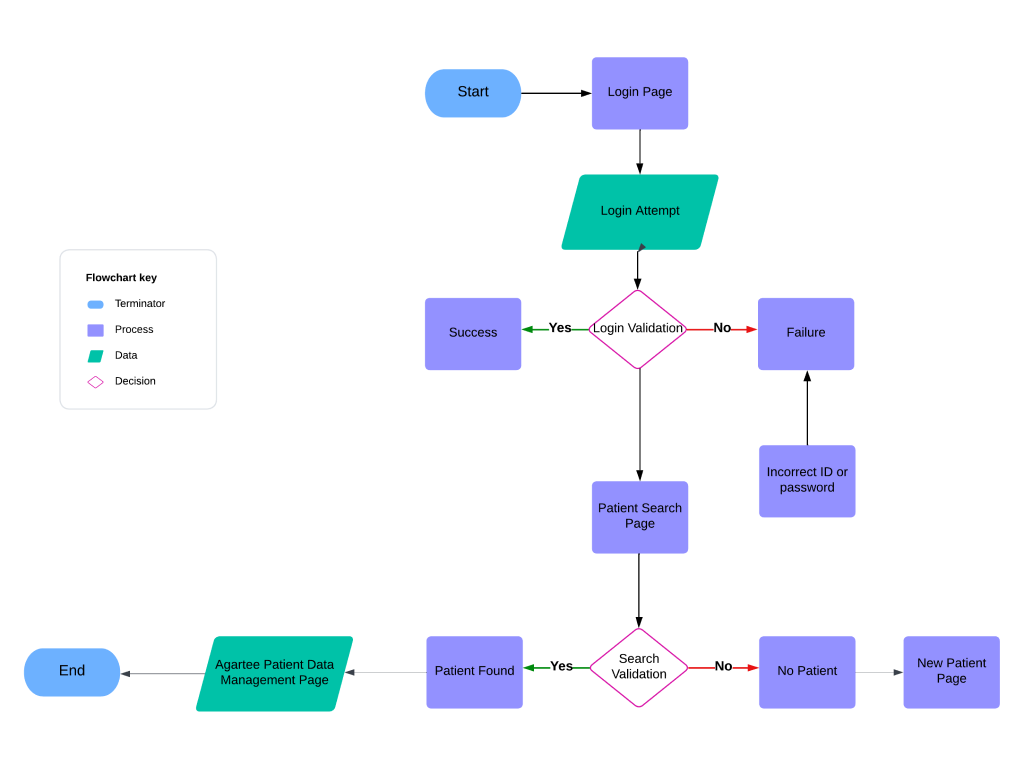 Start
Login Page
Login Attempt
Flowchart key
Terminator
Process
Data
Decision
Success
Yes
Login Validation
No
Failure
Incorrect ID or
password
Patient Search
Page
End
Agartee Patient Data
Management Page
Patient Found
Yes
Search
Validation
No
No Patient
New Patient
Page